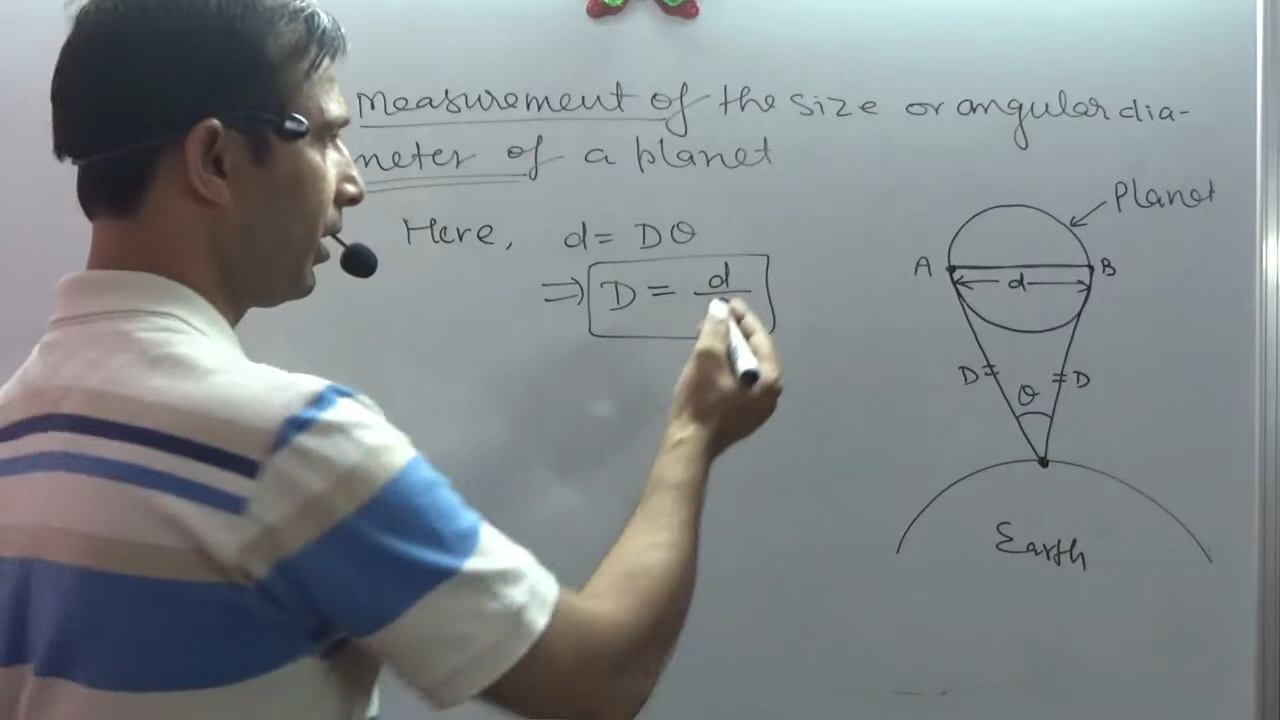 measurement of the size or angular dia-
meter of a planet
Here, d = Dθ
⇒ D = d
Planet
A B
d
D D
θ
Earth